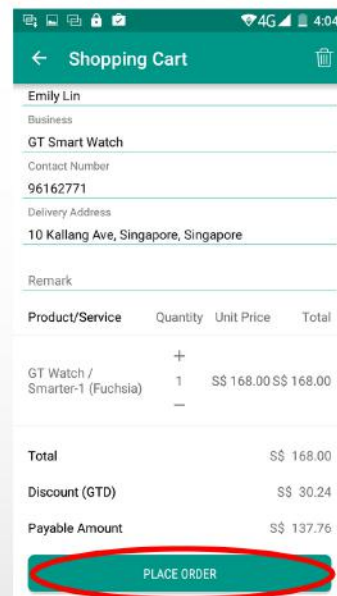 4G 4:04
Shopping Cart
Emily Lin
Business
GT Smart Watch
Contact Number
96162771
Delivery Address
10 Kallang Ave, Singapore, Singapore
Remark
Product/Service Quantity Unit Price Total
+
GT Watch / 1 S$ 168.00 S$ 168.00
Smarter-1 (Fuchsia)
−
Total S$ 168.00
Discount (GTD) S$ 30.24
Payable Amount S$ 137.76
PLACE ORDER